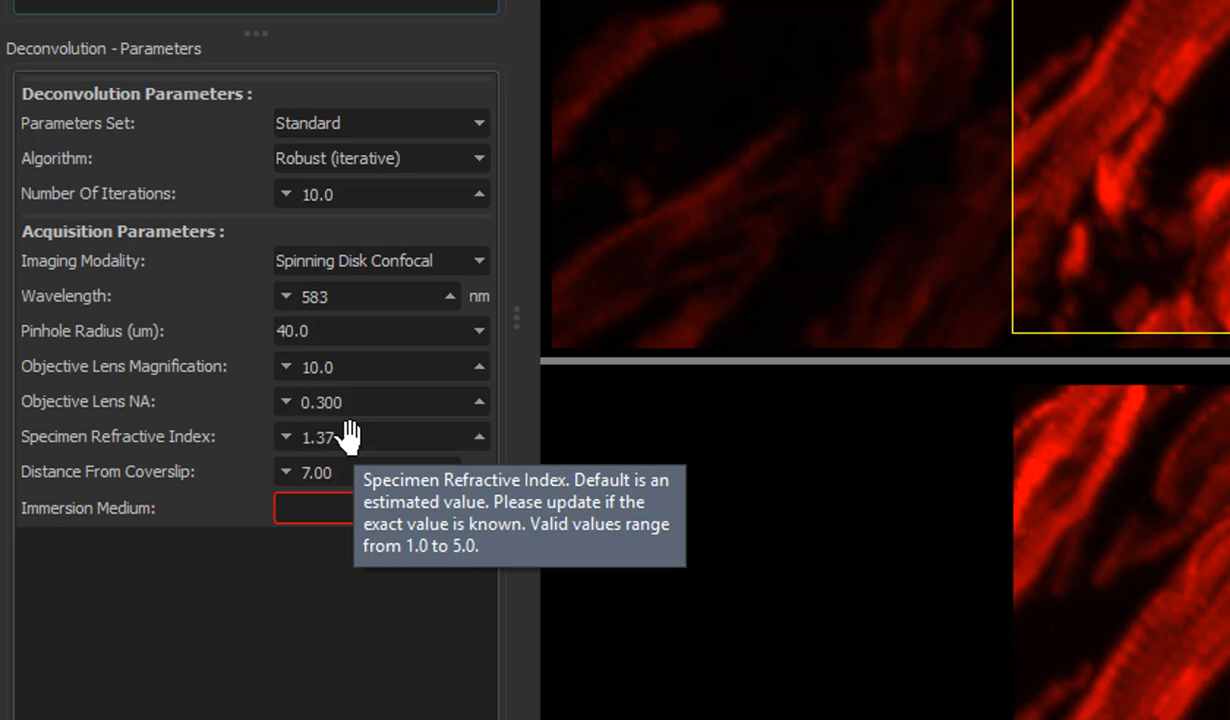 Deconvolution - Parameters
Deconvolution Parameters :
Parameters Set: Standard
Algorithm: Robust (iterative)
Number Of Iterations: 10.0
Acquisition Parameters :
Imaging Modality: Spinning Disk Confocal
Wavelength: 583 nm
Pinhole Radius (um): 40.0
Objective Lens Magnification: 10.0
Objective Lens NA: 0.300
Specimen Refractive Index: 1.37
Distance From Coverslip: 7.00
Immersion Medium:
Specimen Refractive Index. Default is an
estimated value. Please update if the
exact value is known. Valid values range
from 1.0 to 5.0.